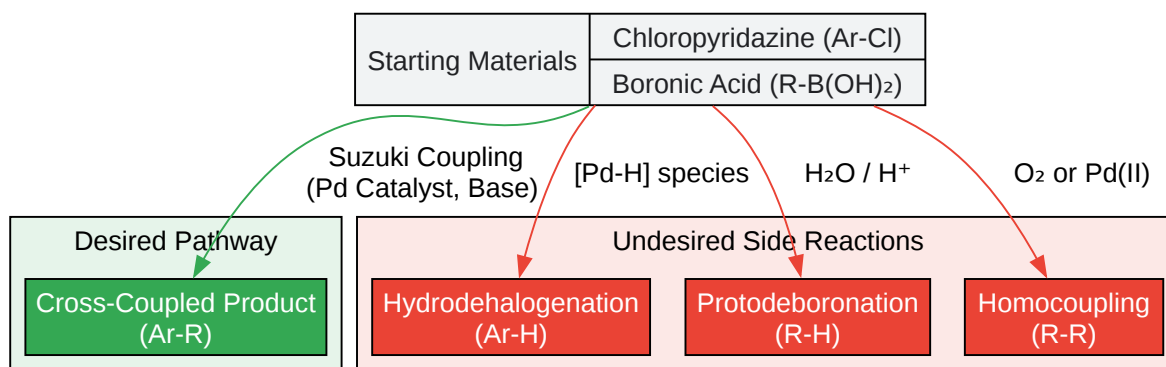 Starting Materials
Chloropyridazine (Ar-Cl)
Boronic Acid (R-B(OH)₂)
Suzuki Coupling
(Pd Catalyst, Base)
[Pd-H] species
H₂O / H⁺
O₂ or Pd(II)
Desired Pathway
Undesired Side Reactions
Cross-Coupled Product
(Ar-R)
Hydrodehalogenation
(Ar-H)
Protodeboronation
(R-H)
Homocoupling
(R-R)